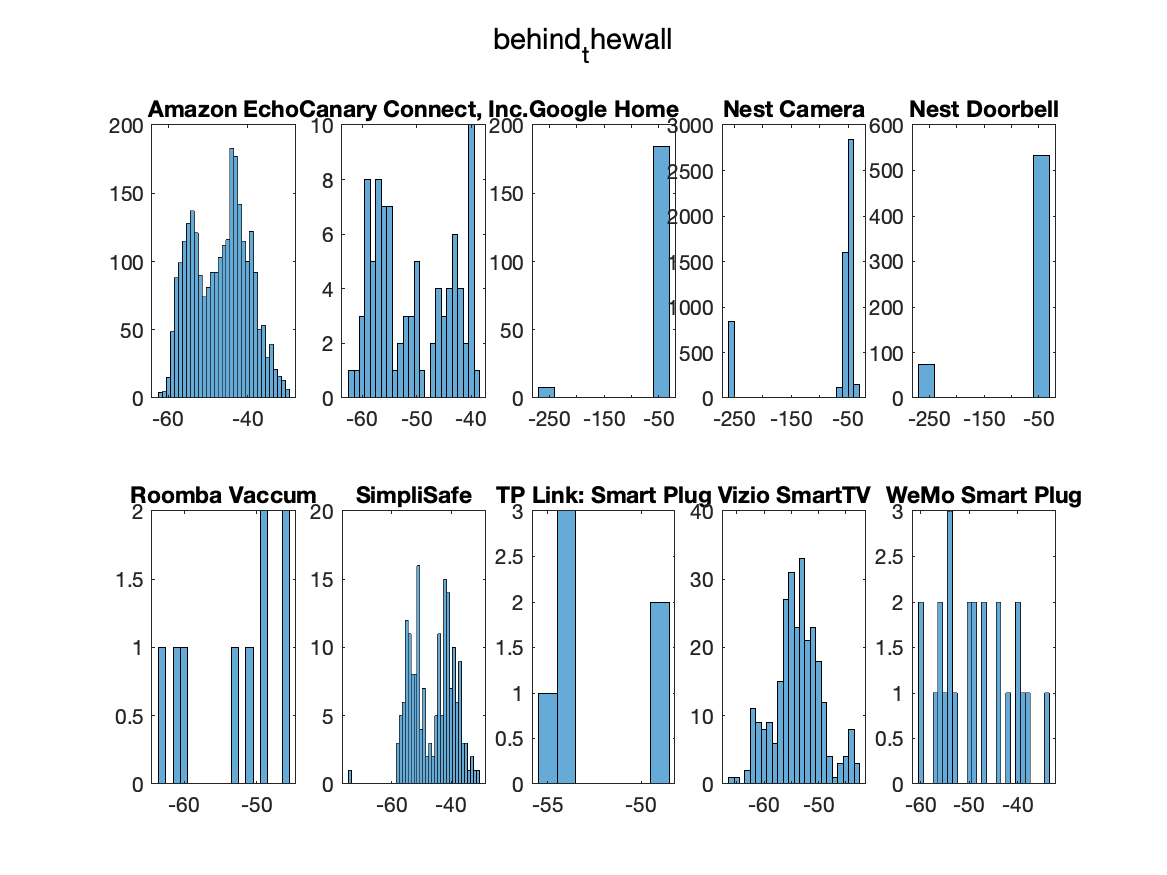 behind_thewall
Amazon Echo Canary Connect, Inc. Google Home Nest Camera Nest Doorbell
200 10 200 3000 600
2500 500
150 8 150 2000 400
6
100 100 1500 300
4
1000 200
50 2 50 500 100
0 0 0 0 0
-60 -40 -60 -50 -40 -250 -150 -50 -250 -150 -50 -250 -150 -50
Roomba Vaccum SimpliSafe TP Link: Smart Plug Vizio SmartTV WeMo Smart Plug
2 20 3 40 3
2.5 2.5
1.5 15 30
2 2
1 10 1.5 20 1.5
1 1
0.5 5 10
0.5 0.5
0 0 0 0 0
-60 -50 -60 -40 -55 -50 -60 -50 -60 -50 -40